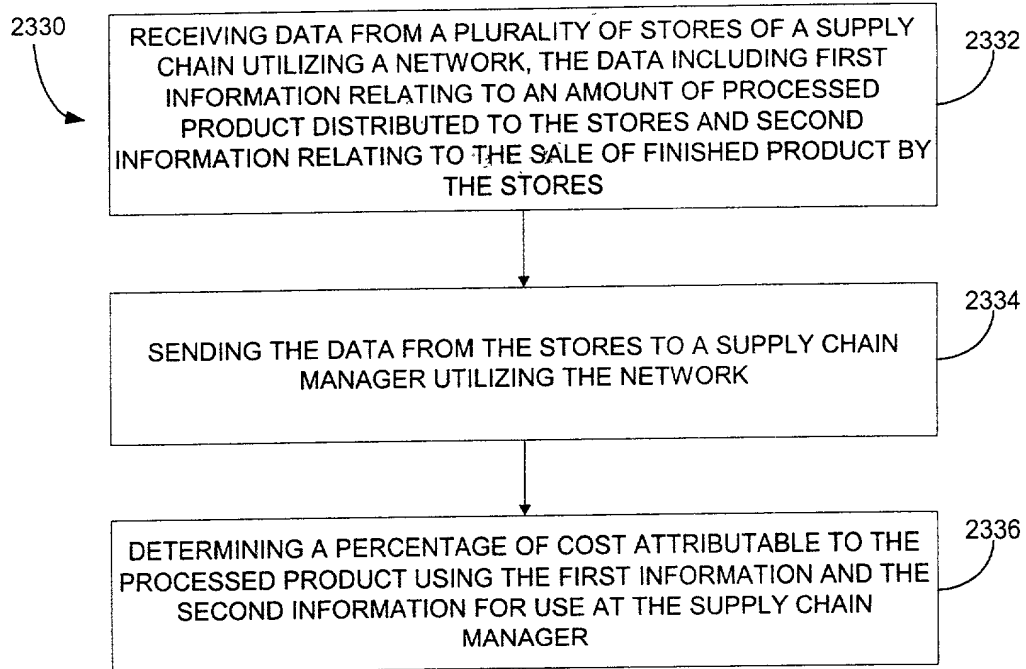 2330
RECEIVING DATA FROM A PLURALITY OF STORES OF A SUPPLY
CHAIN UTILIZING A NETWORK, THE DATA INCLUDING FIRST
INFORMATION RELATING TO AN AMOUNT OF PROCESSED
PRODUCT DISTRIBUTED TO THE STORES AND SECOND
INFORMATION RELATING TO THE SALE OF FINISHED PRODUCT BY
THE STORES
2332
SENDING THE DATA FROM THE STORES TO A SUPPLY CHAIN
MANAGER UTILIZING THE NETWORK
2334
DETERMINING A PERCENTAGE OF COST ATTRIBUTABLE TO THE
PROCESSED PRODUCT USING THE FIRST INFORMATION AND THE
SECOND INFORMATION FOR USE AT THE SUPPLY CHAIN
MANAGER
2336